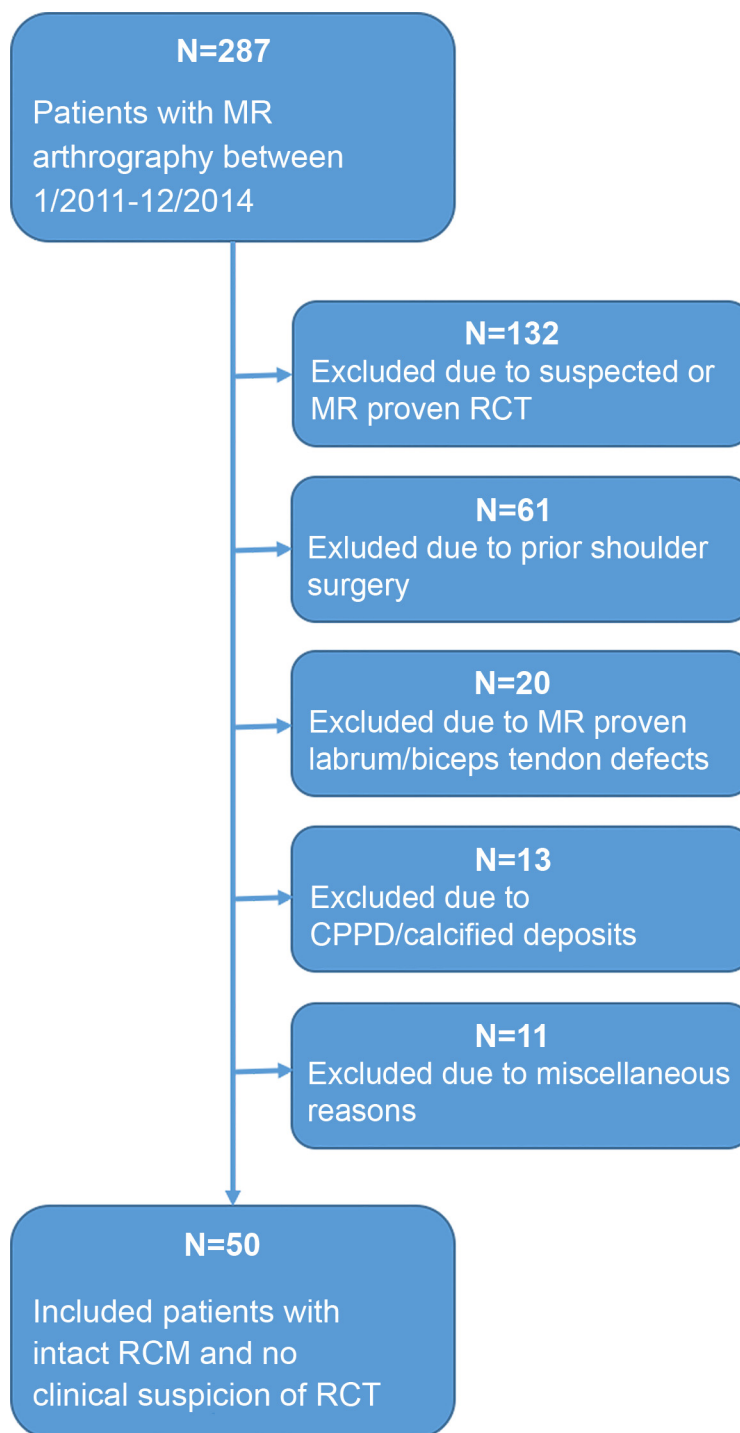 N=287
Patients with MR
arthrography between
1/2011-12/2014
N=132
Excluded due to suspected or
MR proven RCT
N=61
Exluded due to prior shoulder
surgery
N=20
Excluded due to MR proven
labrum/biceps tendon defects
N=13
Excluded due to
CPPD/calcified deposits
N=11
Excluded due to miscellaneous
reasons
N=50
Included patients with
intact RCM and no
clinical suspicion of RCT